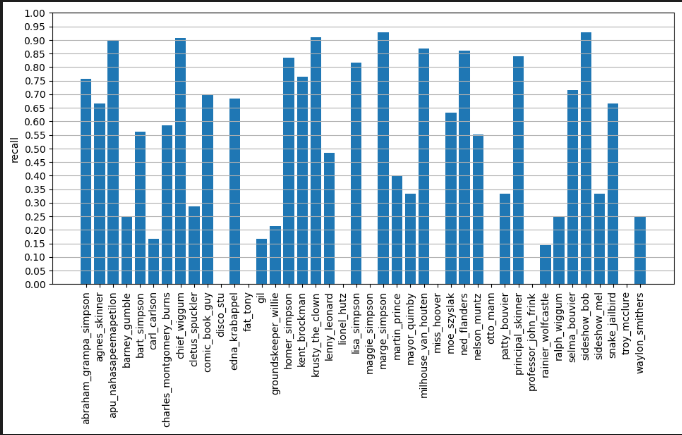 1.00
0.95
0.90
0.85
0.80
0.75
0.70
0.65
0.60
0.55
0.50
0.45
0.40
0.35
0.30
0.25
0.20
0.15
0.10
0.05
0.00
recall
abraham_grampa_simpson
agnes_skinner
apu_nahasapeemapetilon
barney_gumble
bart_simpson
carl_carlson
charles_montgomery_burns
chief_wiggum
cletus_spuckler
comic_book_guy
disco_stu
edna_krabappel
fat_tony
gil
groundskeeper_willie
homer_simpson
kent_brockman
krusty_the_clown
lenny_leonard
lionel_hutz
lisa_simpson
maggie_simpson
marge_simpson
martin_prince
mayor_quimby
milhouse_van_houten
miss_hoover
moe_szyslak
ned_flanders
nelson_muntz
otto_mann
patty_bouvier
principal_skinner
professor_john_frink
rainier_wolfcastle
ralph_wiggum
selma_bouvier
sideshow_bob
sideshow_mel
snake_jailbird
troy_mcclure
waylon_smithers